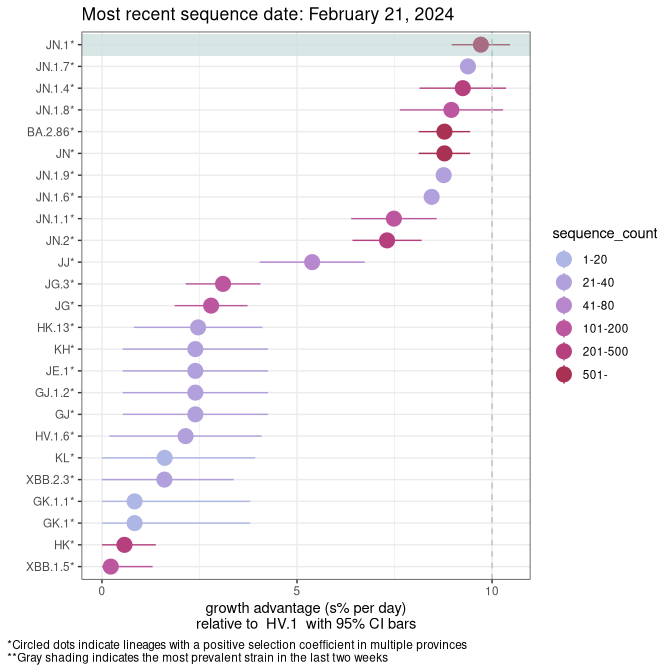 Most recent sequence date: February 21, 2024
JN.1*
JN.1.7*
JN.1.4*
JN.1.8*
BA.2.86*
JN*
JN.1.9*
JN.1.6*
JN.1.1*
JN.2*
JJ*
JG.3*
JG*
HK.13*
KH*
JE.1*
GJ.1.2*
GJ*
HV.1.6*
KL*
XBB.2.3*
GK.1.1*
GK.1*
HK*
XBB.1.5*
0 5 10
growth advantage (s% per day)
relative to HV.1 with 95% CI bars
sequence_count
1-20
21-40
41-80
101-200
201-500
501-
*Circled dots indicate lineages with a positive selection coefficient in multiple provinces
**Gray shading indicates the most prevalent strain in the last two weeks